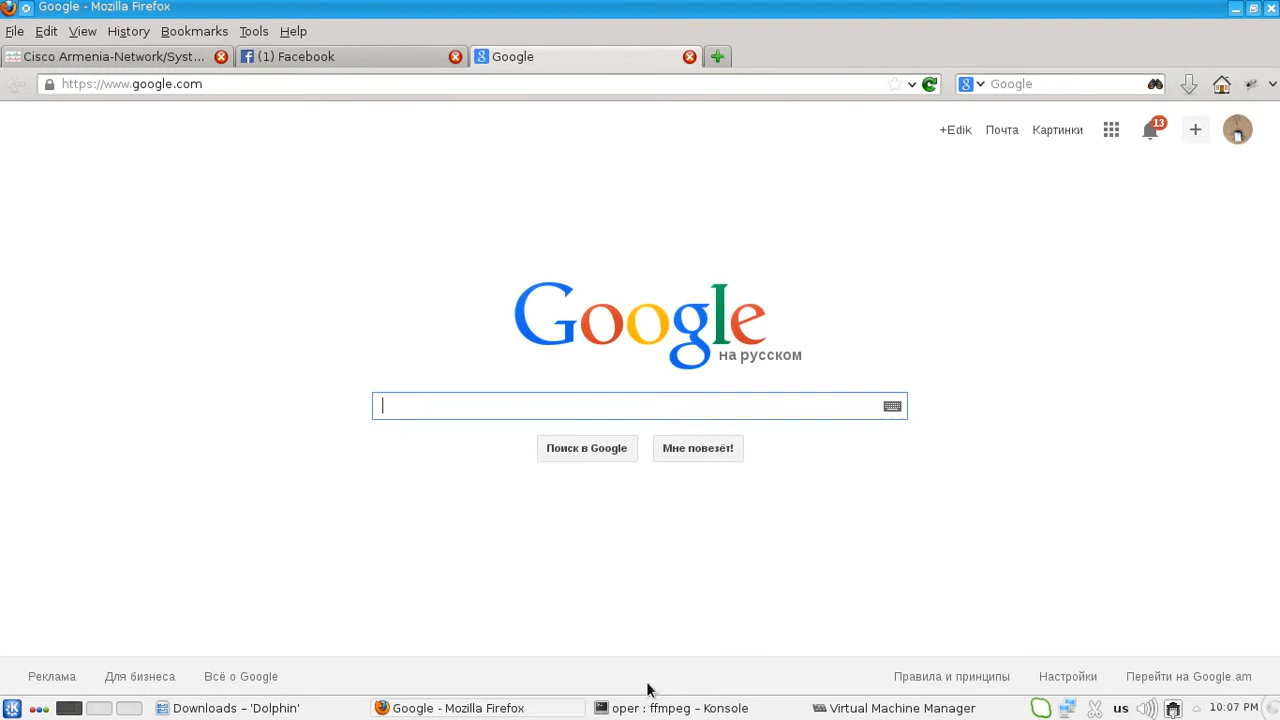 Google - Mozilla Firefox
File Edit View History Bookmarks Tools Help
Cisco Armenia-Network/Syst... (1) Facebook Google
https://www.google.com Google
+Edik Почта Картинки 13
Google
на русском
Поиск в Google Мне повезёт!
Реклама Для бизнеса Всё о Google Правила и принципы Настройки Перейти на Google.am
Downloads – 'Dolphin' Google - Mozilla Firefox oper : ffmpeg – Konsole Virtual Machine Manager us 10:07 PM